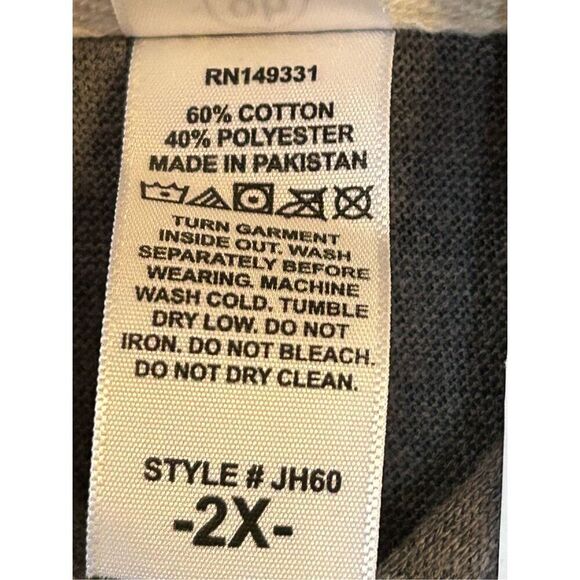 RN149331
60% COTTON
40% POLYESTER
MADE IN PAKISTAN
TURN GARMENT
INSIDE OUT. WASH
SEPARATELY BEFORE
WEARING. MACHINE
WASH COLD. TUMBLE
DRY LOW. DO NOT
IRON. DO NOT BLEACH.
DO NOT DRY CLEAN.
STYLE # JH60
-2X-